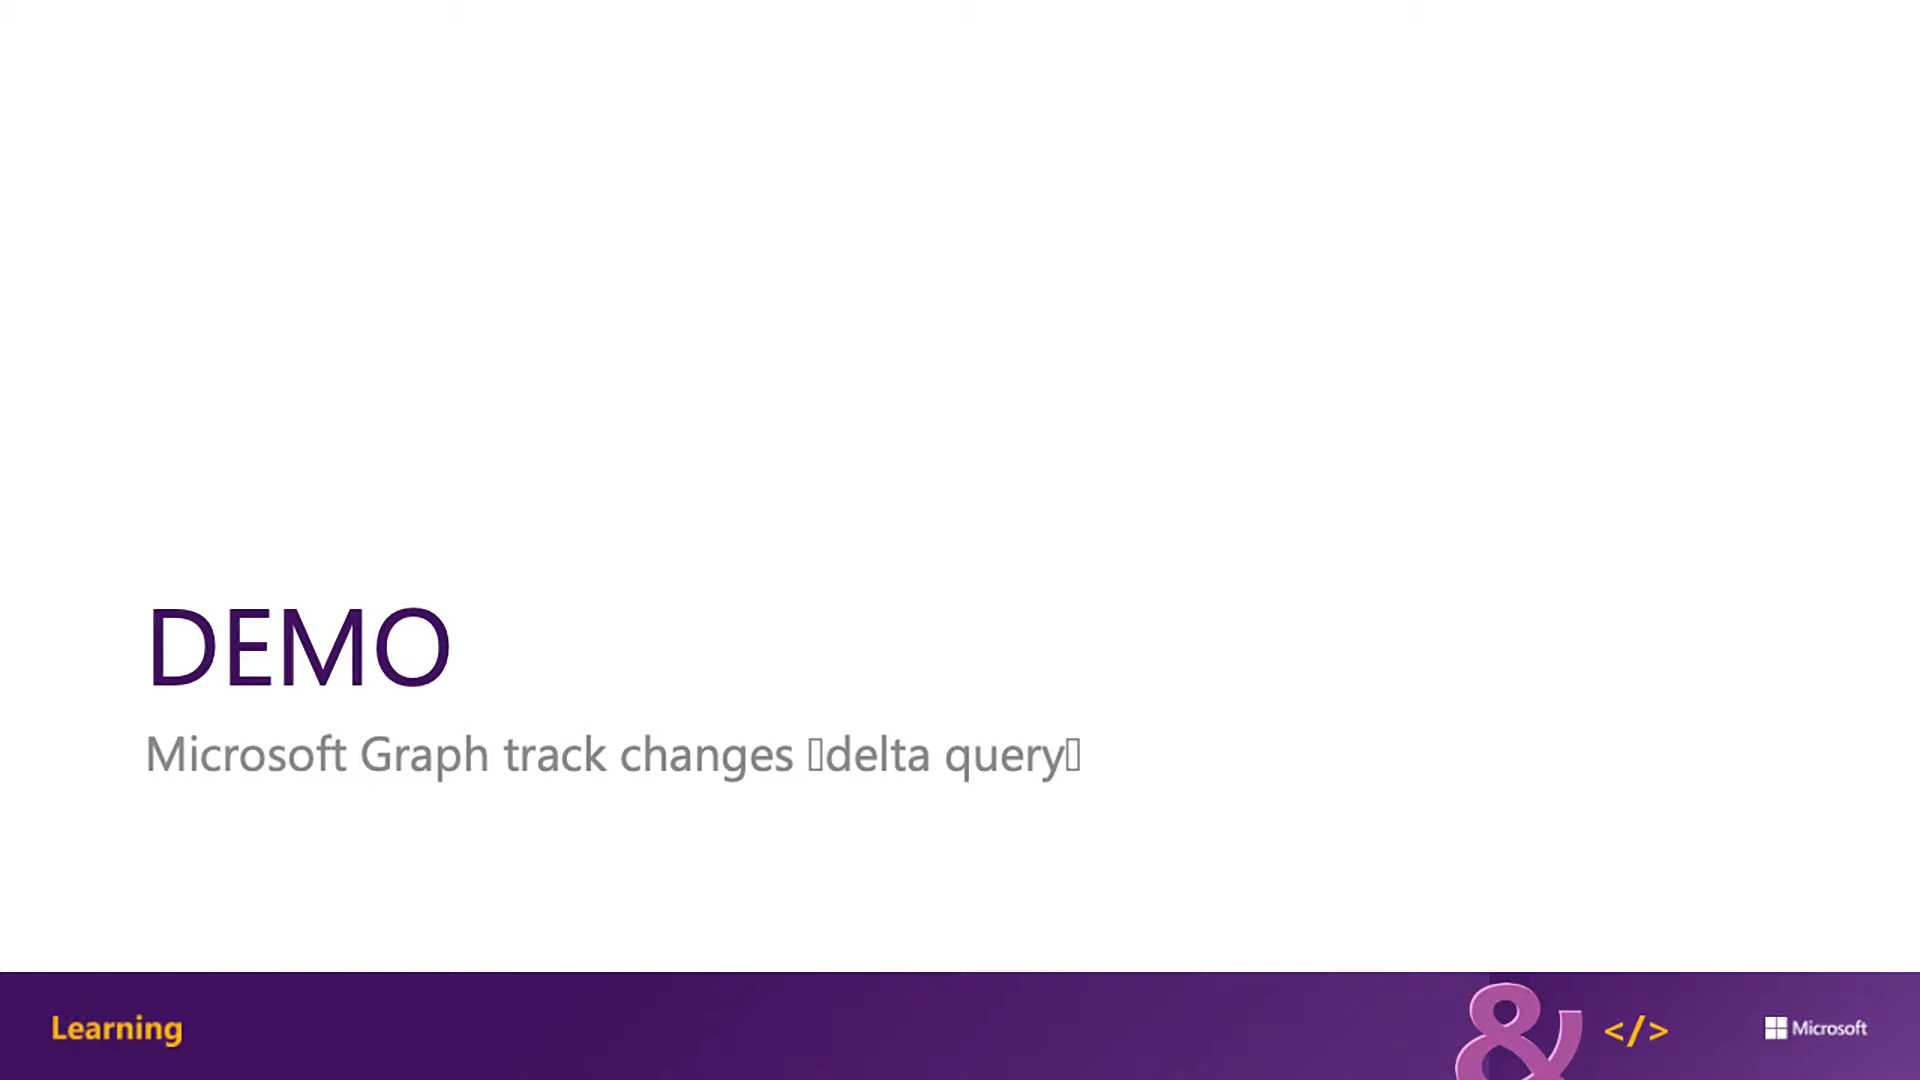 DEMO
Microsoft Graph track changes ▯delta query▯
Learning
& </>
Microsoft